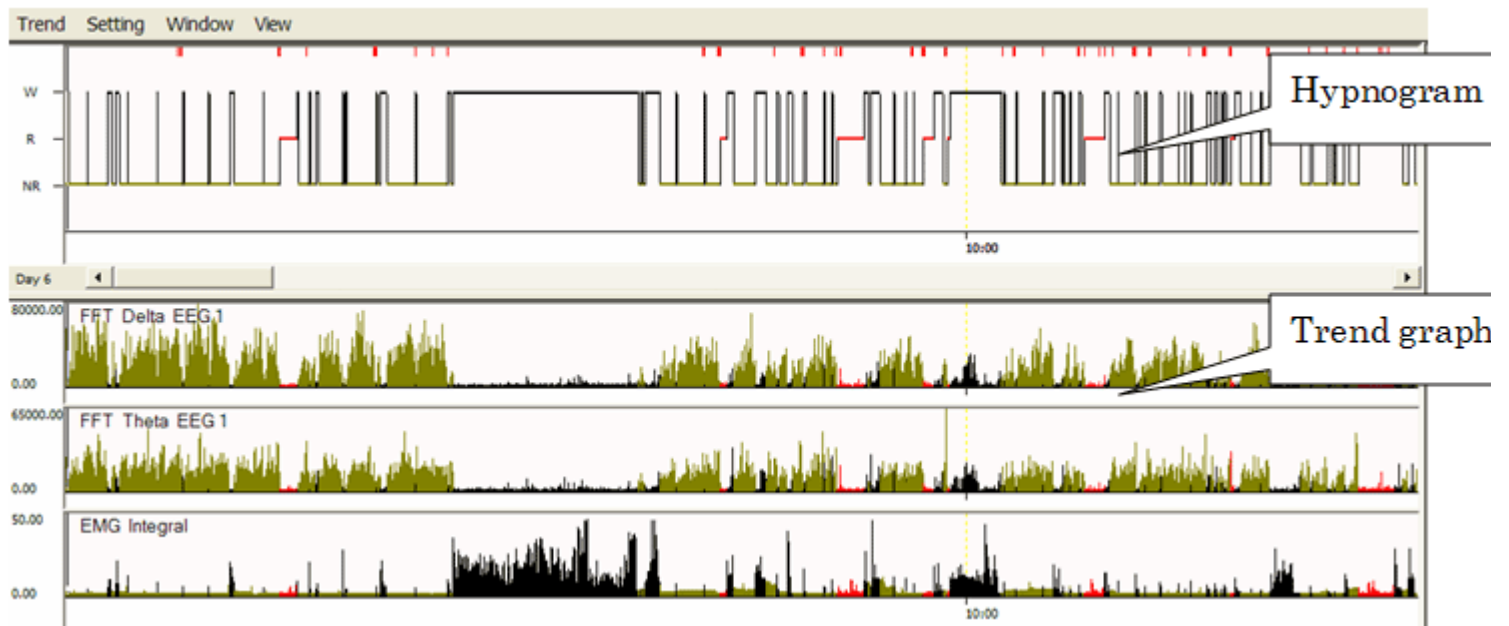 Trend Setting Window View
W
Hypnogram
R
NR
10:00
Day 6
80000.00
FFT Delta EEG 1
Trend graph
0.00
65000.00
FFT Theta EEG 1
0.00
50.00
EMG Integral
0.00
10:00